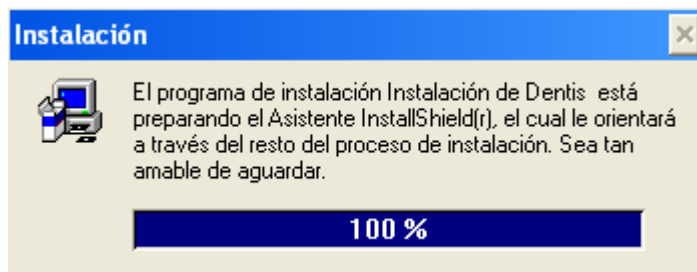 Instalación
El programa de instalación Instalación de Dentis  está
preparando el Asistente InstallShield(r), el cual le orientará
a través del resto del proceso de instalación. Sea tan
amable de aguardar.
100 %